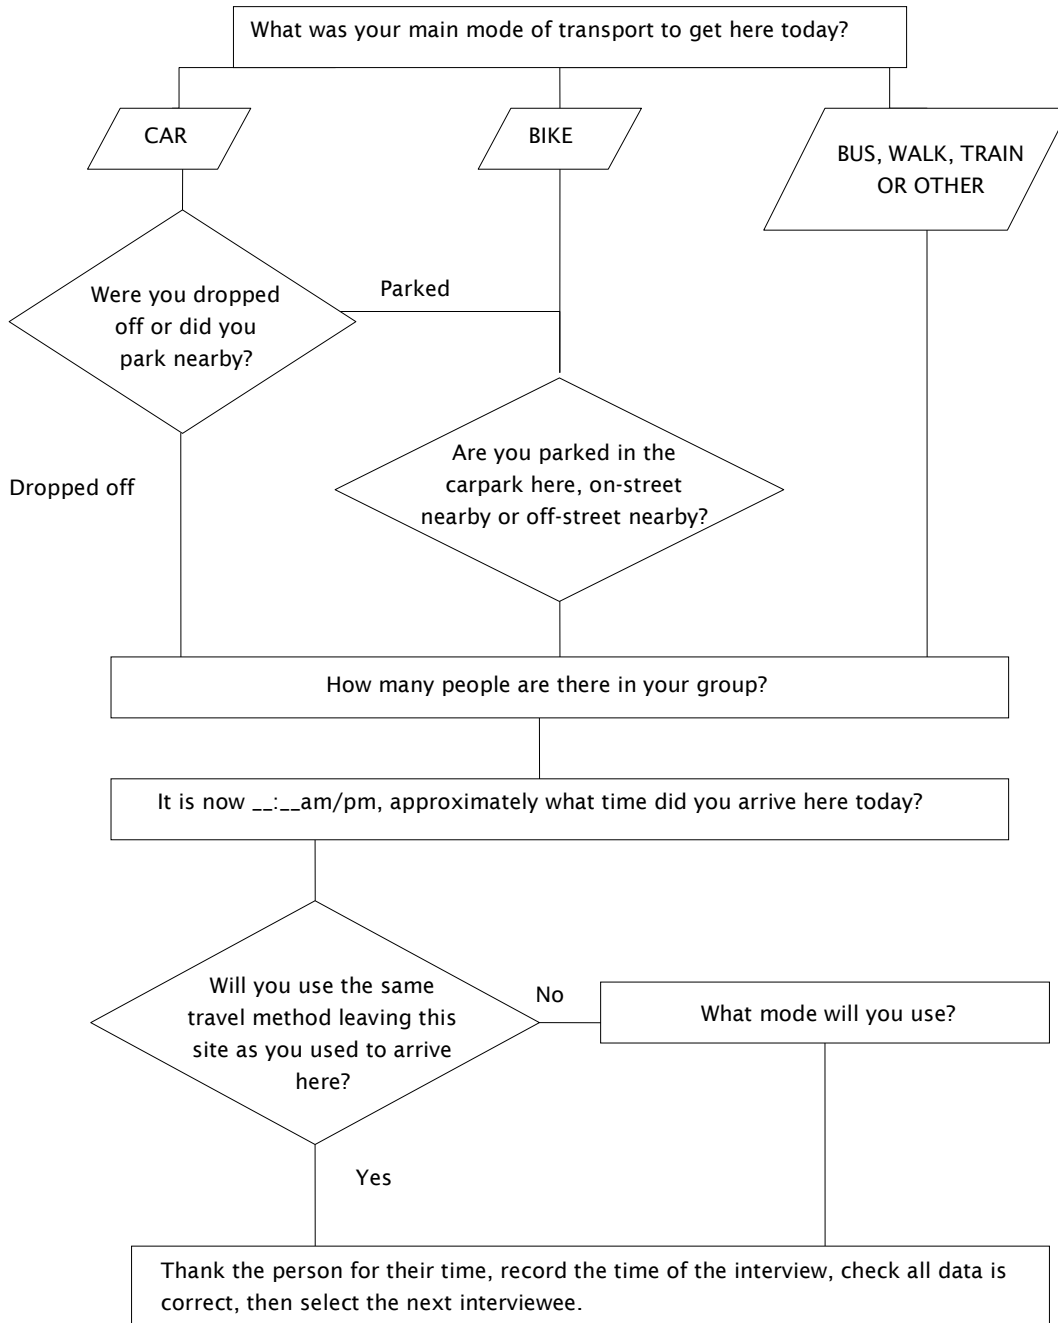 What was your main mode of transport to get here today?
CAR
BIKE
BUS, WALK, TRAIN
OR OTHER
Were you dropped
off or did you
park nearby?
Parked
Dropped off
Are you parked in the
carpark here, on-street
nearby or off-street nearby?
How many people are there in your group?
It is now __:__am/pm, approximately what time did you arrive here today?
Will you use the same
travel method leaving this
site as you used to arrive
here?
No
What mode will you use?
Yes
Thank the person for their time, record the time of the interview, check all data is
correct, then select the next interviewee.